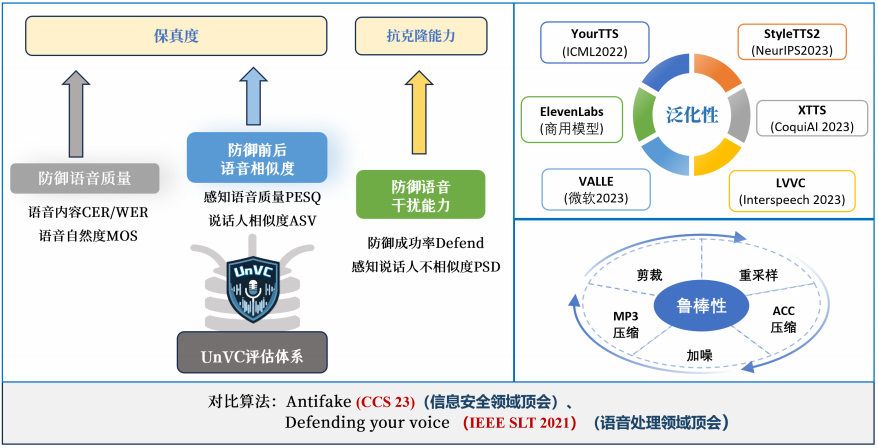 保真度
抗克隆能力
防御语音质量
语音内容CER/WER
语音自然度MOS
防御前后
语音相似度
感知语音质量PESQ
说话人相似度ASV
防御语音
干扰能力
防御成功率Defend
感知说话人不相似度PSD
UnVC
UnVC评估体系
YourTTS
(ICML2022)
StyleTTS2
(NeurIPS2023)
ElevenLabs
(商用模型)
泛化性
XTTS
(CoquiAI 2023)
VALLE
(微软2023)
LVVC
(Interspeech 2023)
剪裁
重采样
鲁棒性
MP3
压缩
ACC
压缩
加噪
对比算法：Antifake (CCS 23)（信息安全领域顶会）、
Defending your voice （IEEE SLT 2021）（语音处理领域顶会）